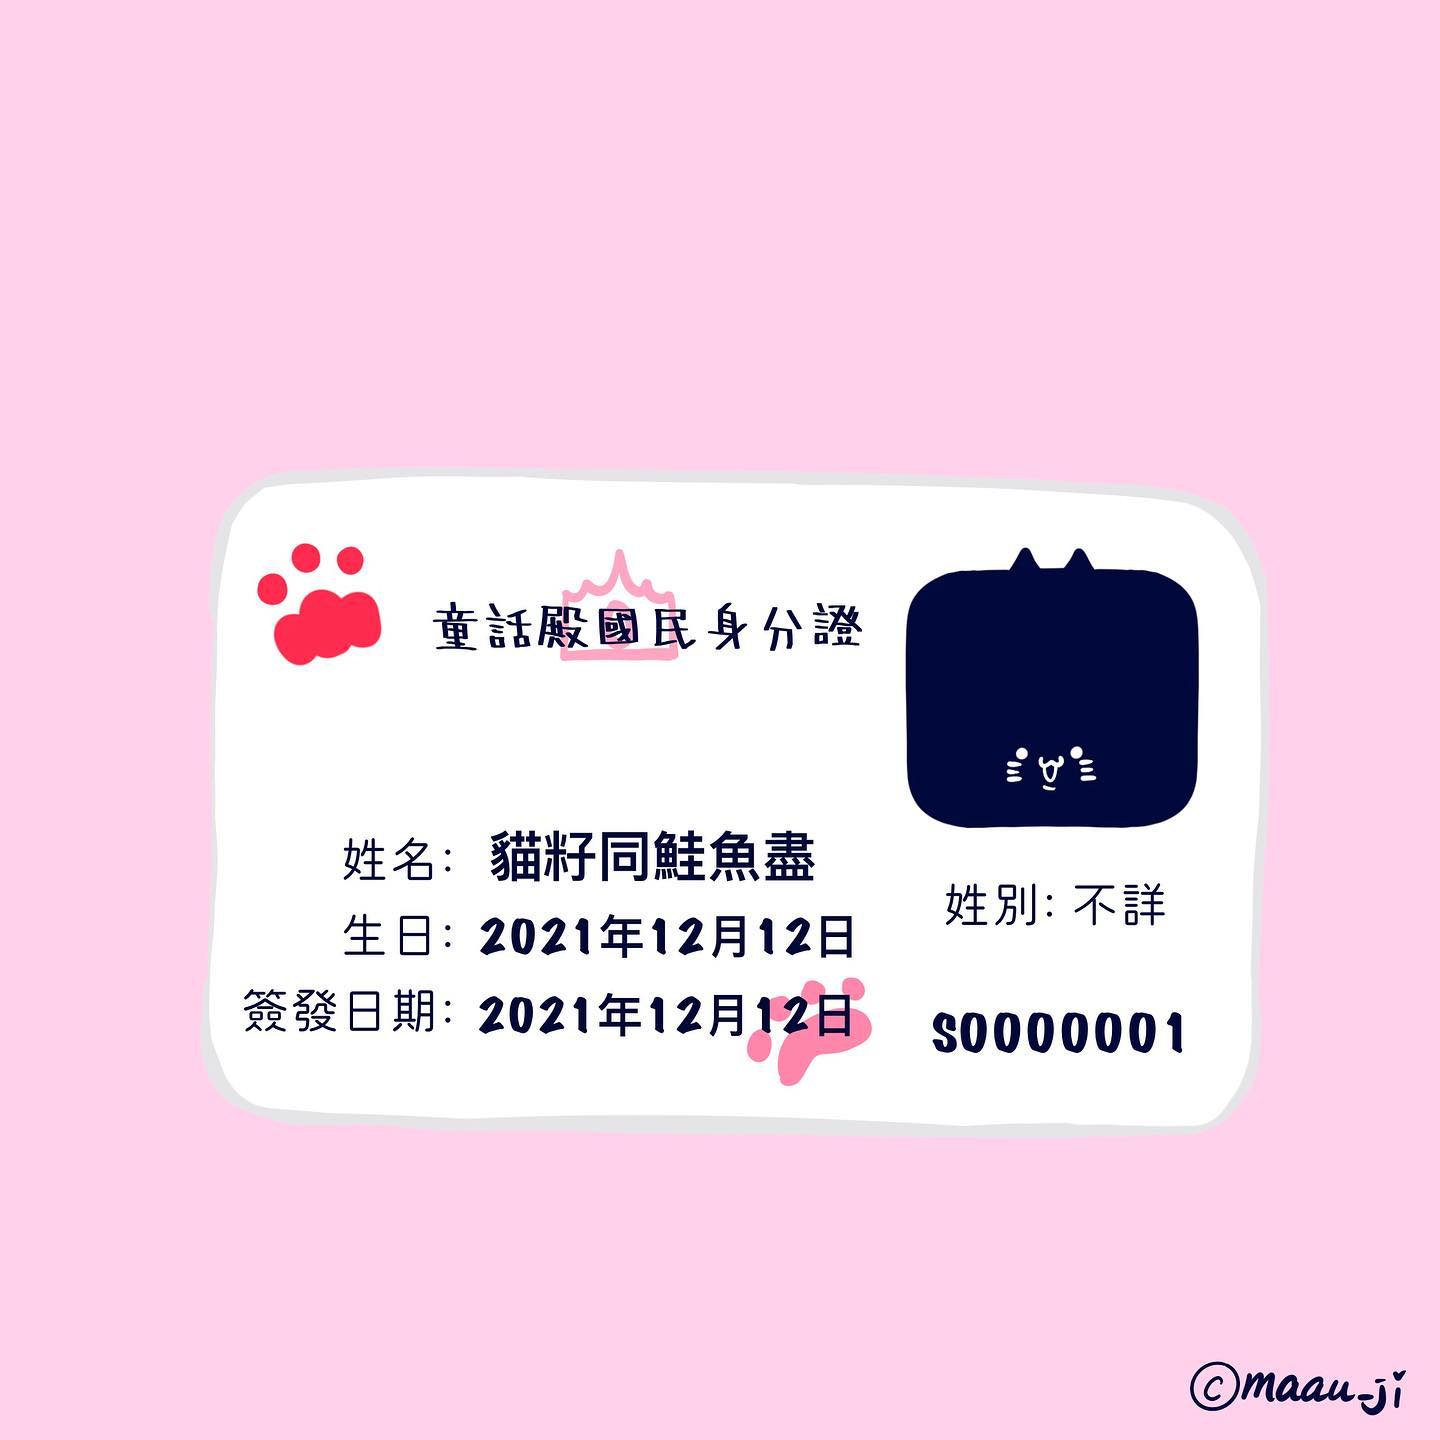 童話殿國民身分證
姓名: 貓籽同鮭魚盡
生日: 2021年12月12日
簽發日期: 2021年12月12日
姓別: 不詳
S0000001
©maau-ji